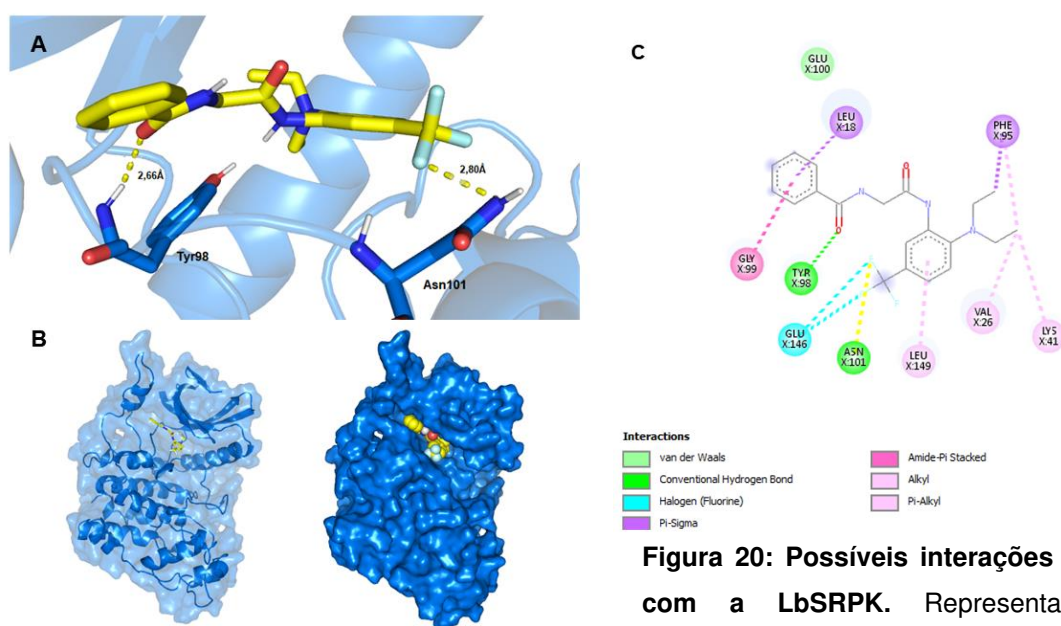 A
2,66Å
2,80Å
Tyr98
Asn101
B
C
GLU
X:100
LEU
X:18
PHE
X:95
O
O
N
N
N
GLY
X:99
TYR
X:98
GLU
X:146
ASN
X:101
LEU
X:149
VAL
X:26
LYS
X:41
Interactions
van der Waals
Conventional Hydrogen Bond
Halogen (Fluorine)
Pi-Sigma
Amide-Pi Stacked
Alkyl
Pi-Alkyl
Figura 20: Possíveis interações
com a LbSRPK. Representa